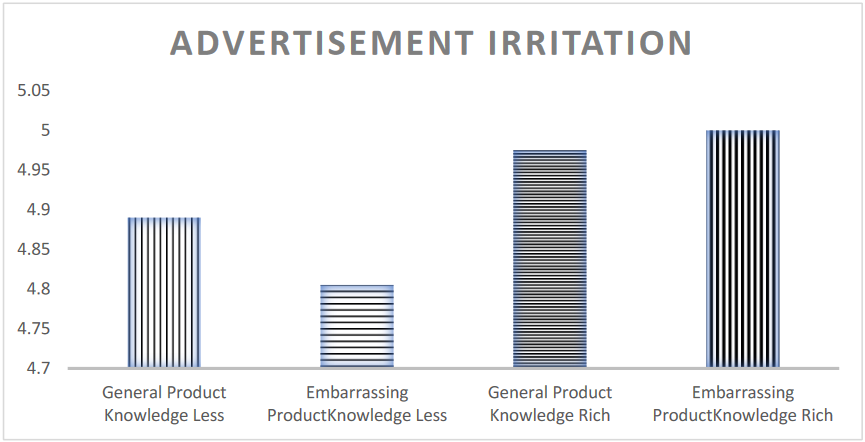 ADVERTISEMENT IRRITATION
5.05
5
4.95
4.9
4.85
4.8
4.75
4.7
General Product
Knowledge Less
Embarrassing
ProductKnowledge Less
General Product
Knowledge Rich
Embarrassing
ProductKnowledge Rich